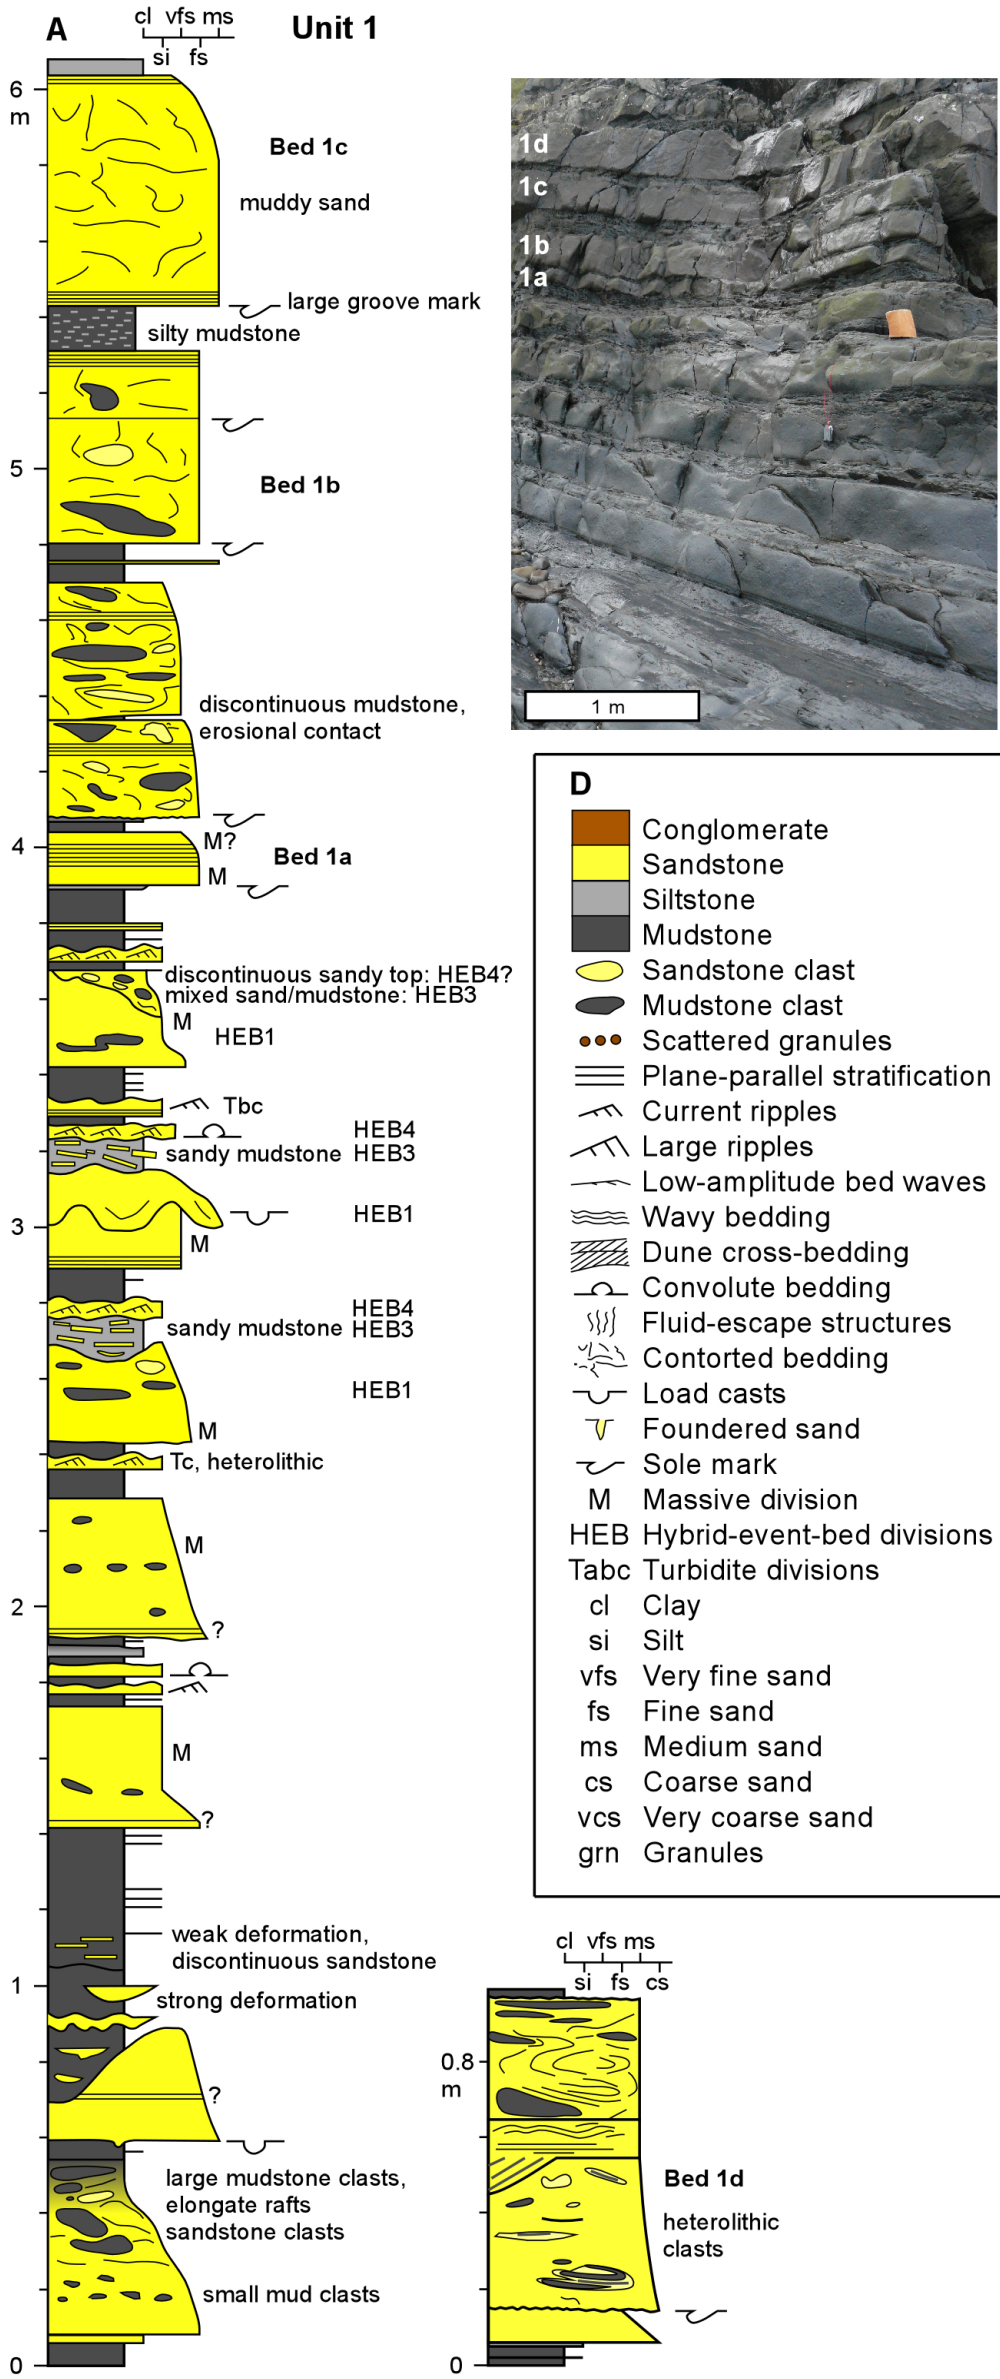 A
Unit 1
cl vfs ms
si fs
6
m
Bed 1c
muddy sand
large groove mark
silty mudstone
5
Bed 1b
discontinuous mudstone,
erosional contact
4
M?
Bed 1a
M
discontinuous sandy top: HEB4?
mixed sand/mudstone: HEB3
M
HEB1
Tbc
HEB4
sandy mudstone HEB3
HEB1
3
M
HEB4
sandy mudstone HEB3
HEB1
M
Tc, heterolithic
M
2
?
M
?
weak deformation,
discontinuous sandstone
1
strong deformation
?
large mudstone clasts,
elongate rafts
sandstone clasts
small mud clasts
0
1d
1c
1b
1a
1 m
D
Conglomerate
Sandstone
Siltstone
Mudstone
Sandstone clast
Mudstone clast
Scattered granules
Plane-parallel stratification
Current ripples
Large ripples
Low-amplitude bed waves
Wavy bedding
Dune cross-bedding
Convolute bedding
Fluid-escape structures
Contorted bedding
Load casts
Foundered sand
Sole mark
M Massive division
HEB Hybrid-event-bed divisions
Tabc Turbidite divisions
cl Clay
si Silt
vfs Very fine sand
fs Fine sand
ms Medium sand
cs Coarse sand
vcs Very coarse sand
grn Granules
cl vfs ms
si fs cs
0.8
m
Bed 1d
heterolithic
clasts
0